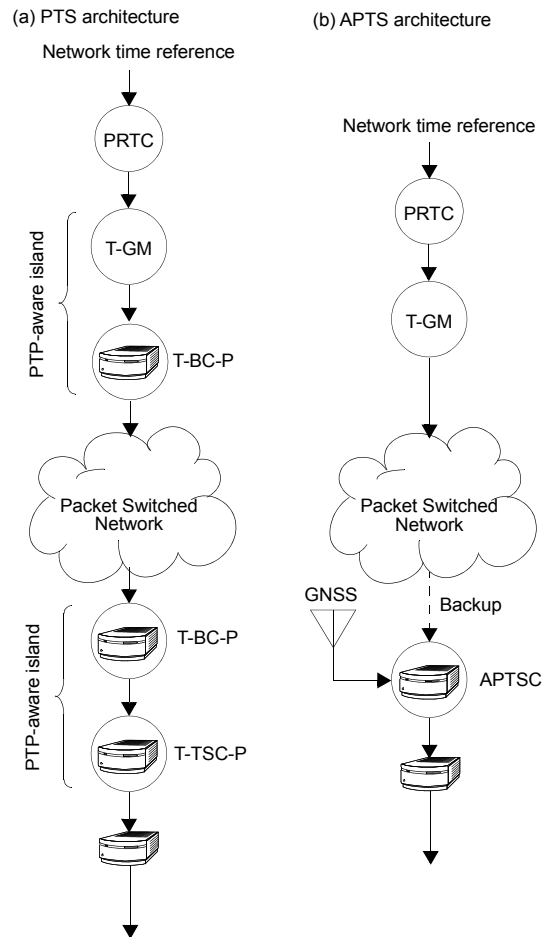 (a) PTS architecture
Network time reference
PRTC
T-GM
PTP-aware island
T-BC-P
Packet Switched
Network
T-BC-P
PTP-aware island
T-TSC-P
(b) APTS architecture
Network time reference
PRTC
T-GM
Packet Switched
Network
GNSS
Backup
APTSC